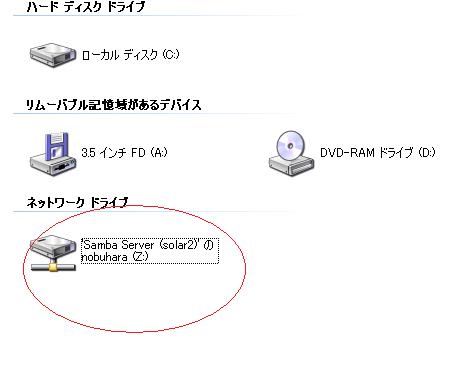 ハード ディスク ドライブ
ローカル ディスク (C:)
リムーバブル記憶域があるデバイス
3.5 インチ FD (A:)
DVD-RAM ドライブ (D:)
ネットワーク ドライブ
'Samba Server (solar2)' の
nobuhara (Z:)